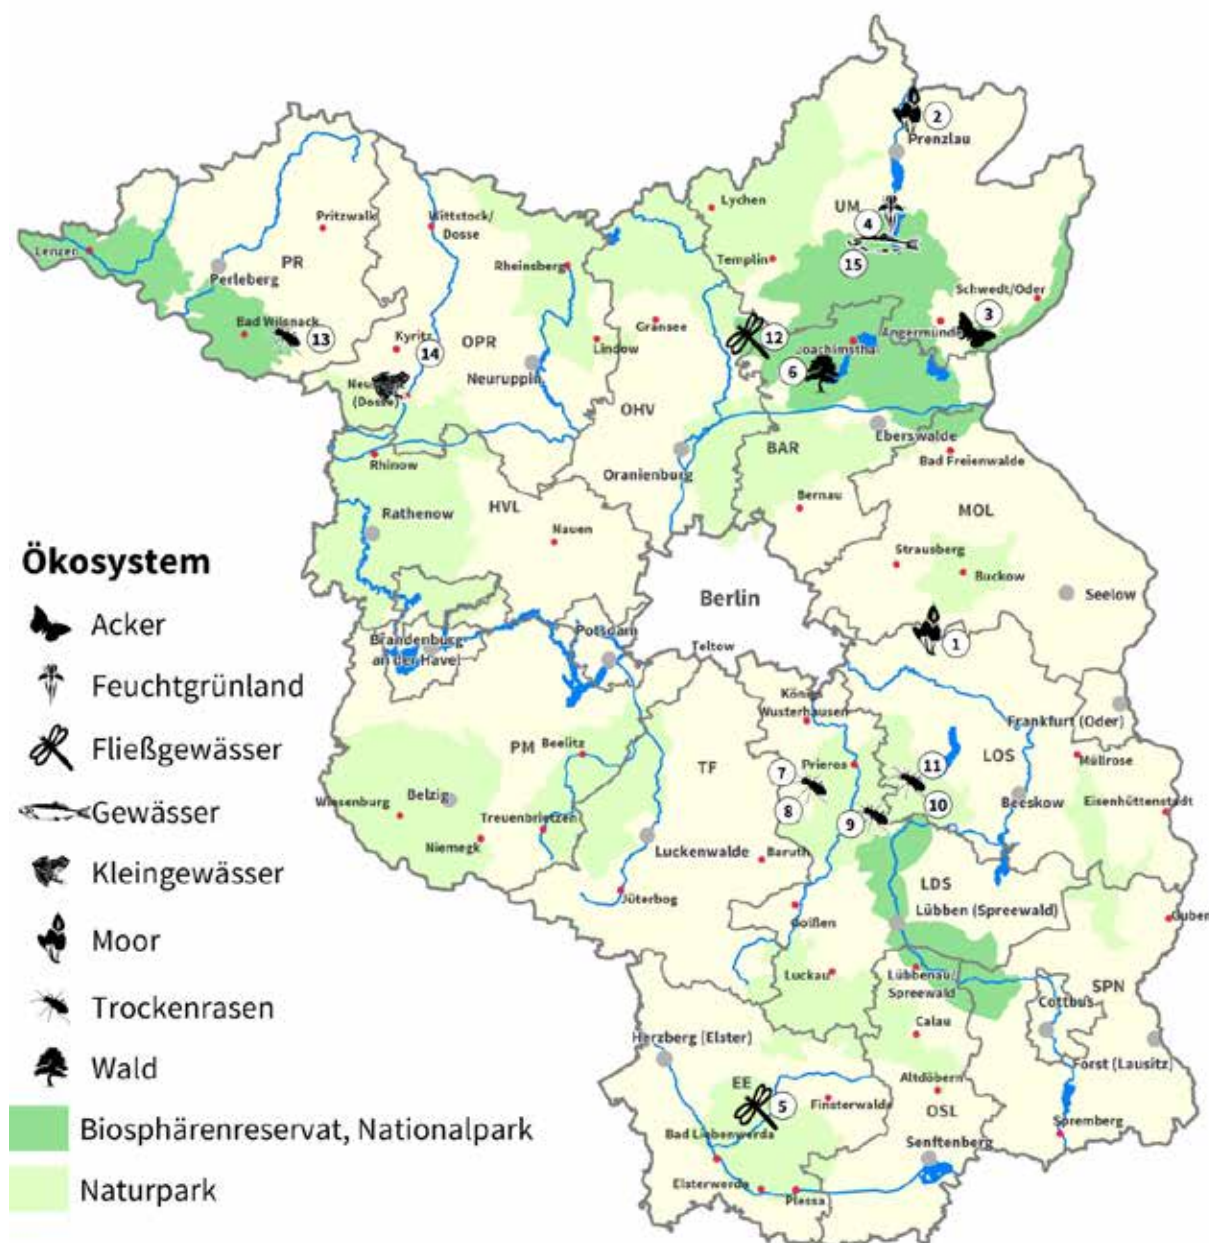 2
Prenzlau
Lychen
UM
4
Pritzwalk
Wittstock/
Dosse
Lenzen
PR
Templin
15
Perleberg
Rheinsberg
Schwedt/Oder
3
Bad Wilsnack
13
Gransee
12
Angermünde
Kyritz
14
OPR
Lindow
Joachimsthal
6
Neuruppin
(Dosse)
OHV
Eberswalde
BAR
Rhinow
Oranienburg
Bad Freienwalde
HVL
Bernau
MOL
Rathenow
Nauen
Strausberg
Buckow
Ökosystem
Berlin
Seelow
Acker
Potsdam
Brandenburg
an der Havel
Teltow
1
Feuchtgrünland
Königs
Wusterhausen
Frankfurt (Oder)
Fließgewässer
PM
Beelitz
TF
Prieros
LOS
Müllrose
7
11
Gewässer
Wiesenburg
Belzig
8
10
Beeskow
Eisenhüttenstadt
9
Treuenbrietzen
Niemegk
Luckenwalde
Baruth
Kleingewässer
LDS
Jüterbog
Lübben (Spreewald)
Guben
Golßen
Moor
Luckau
Lübbenau/
Spreewald
SPN
Trockenrasen
Cottbus
Calau
Herzberg (Elster)
Forst (Lausitz)
Wald
EE
Altdöbern
5
Finsterwalde
OSL
Biosphärenreservat, Nationalpark
Bad Liebenwerda
Spremberg
Senftenberg
Naturpark
Elsterwerda
Plessa